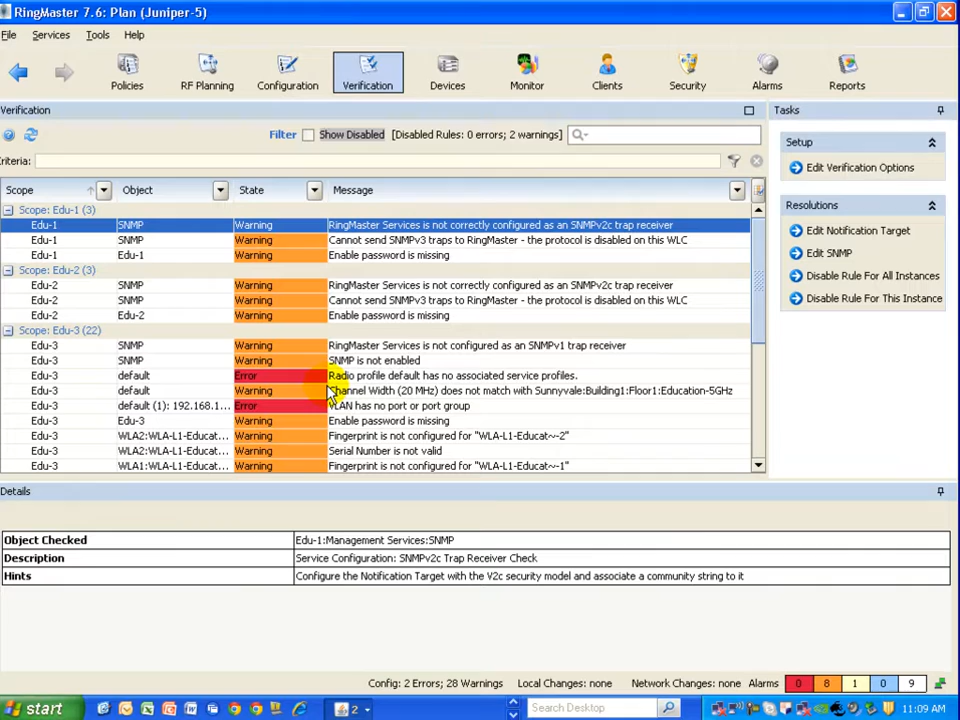 RingMaster 7.6: Plan (Juniper-5)
File Services Tools Help
Policies RF Planning Configuration Verification Devices Monitor Clients Security Alarms Reports
Verification
Tasks
Filter Show Disabled [Disabled Rules: 0 errors; 2 warnings]
Setup
Criteria:
Edit Verification Options
Scope Object State Message
Resolutions
Scope: Edu-1 (3)
Edu-1 SNMP Warning RingMaster Services is not correctly configured as an SNMPv2c trap receiver
Edit Notification Target
Edu-1 SNMP Warning Cannot send SNMPv3 traps to RingMaster - the protocol is disabled on this WLC
Edit SNMP
Edu-1 Edu-1 Warning Enable password is missing
Scope: Edu-2 (3)
Disable Rule For All Instances
Edu-2 SNMP Warning RingMaster Services is not correctly configured as an SNMPv2c trap receiver
Disable Rule For This Instance
Edu-2 SNMP Warning Cannot send SNMPv3 traps to RingMaster - the protocol is disabled on this WLC
Edu-2 Edu-2 Warning Enable password is missing
Scope: Edu-3 (22)
Edu-3 SNMP Warning RingMaster Services is not configured as an SNMPv1 trap receiver
Edu-3 SNMP Warning SNMP is not enabled
Edu-3 default Error Radio profile default has no associated service profiles.
Edu-3 default Warning Channel Width (20 MHz) does not match with Sunnyvale:Building1:Floor1:Education-5GHz
Edu-3 default (1): 192.168.1... Error VLAN has no port or port group
Edu-3 Edu-3 Warning Enable password is missing
Edu-3 WLA2:WLA-L1-Educat... Warning Fingerprint is not configured for "WLA-L1-Educat~-2"
Edu-3 WLA2:WLA-L1-Educat... Warning Serial Number is not valid
Edu-3 WLA1:WLA-L1-Educat... Warning Fingerprint is not configured for "WLA-L1-Educat~-1"
Details
Object Checked Edu-1:Management Services:SNMP
Description Service Configuration: SNMPv2c Trap Receiver Check
Hints Configure the Notification Target with the V2c security model and associate a community string to it
Config: 2 Errors; 28 Warnings Local Changes: none Network Changes: none Alarms 0 8 1 0 9
start 2 Search Desktop 11:09 AM